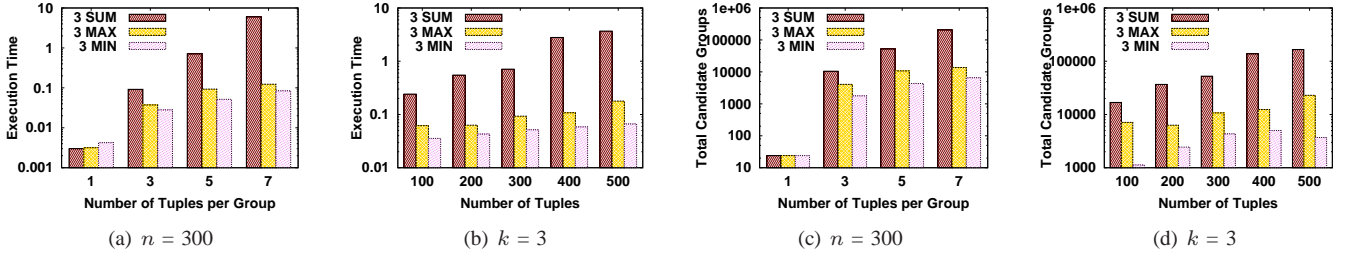 Execution Time
10
1
0.1
0.01
0.001
3 SUM
3 MAX
3 MIN
1 3 5 7
Number of Tuples per Group
(a) n = 300
Execution Time
10
1
0.1
0.01
3 SUM
3 MAX
3 MIN
100 200 300 400 500
Number of Tuples
(b) k = 3
Total Candidate Groups
1e+06
100000
10000
1000
100
10
3 SUM
3 MAX
3 MIN
1 3 5 7
Number of Tuples per Group
(c) n = 300
Total Candidate Groups
1e+06
100000
10000
1000
3 SUM
3 MAX
3 MIN
100 200 300 400 500
Number of Tuples
(d) k = 3